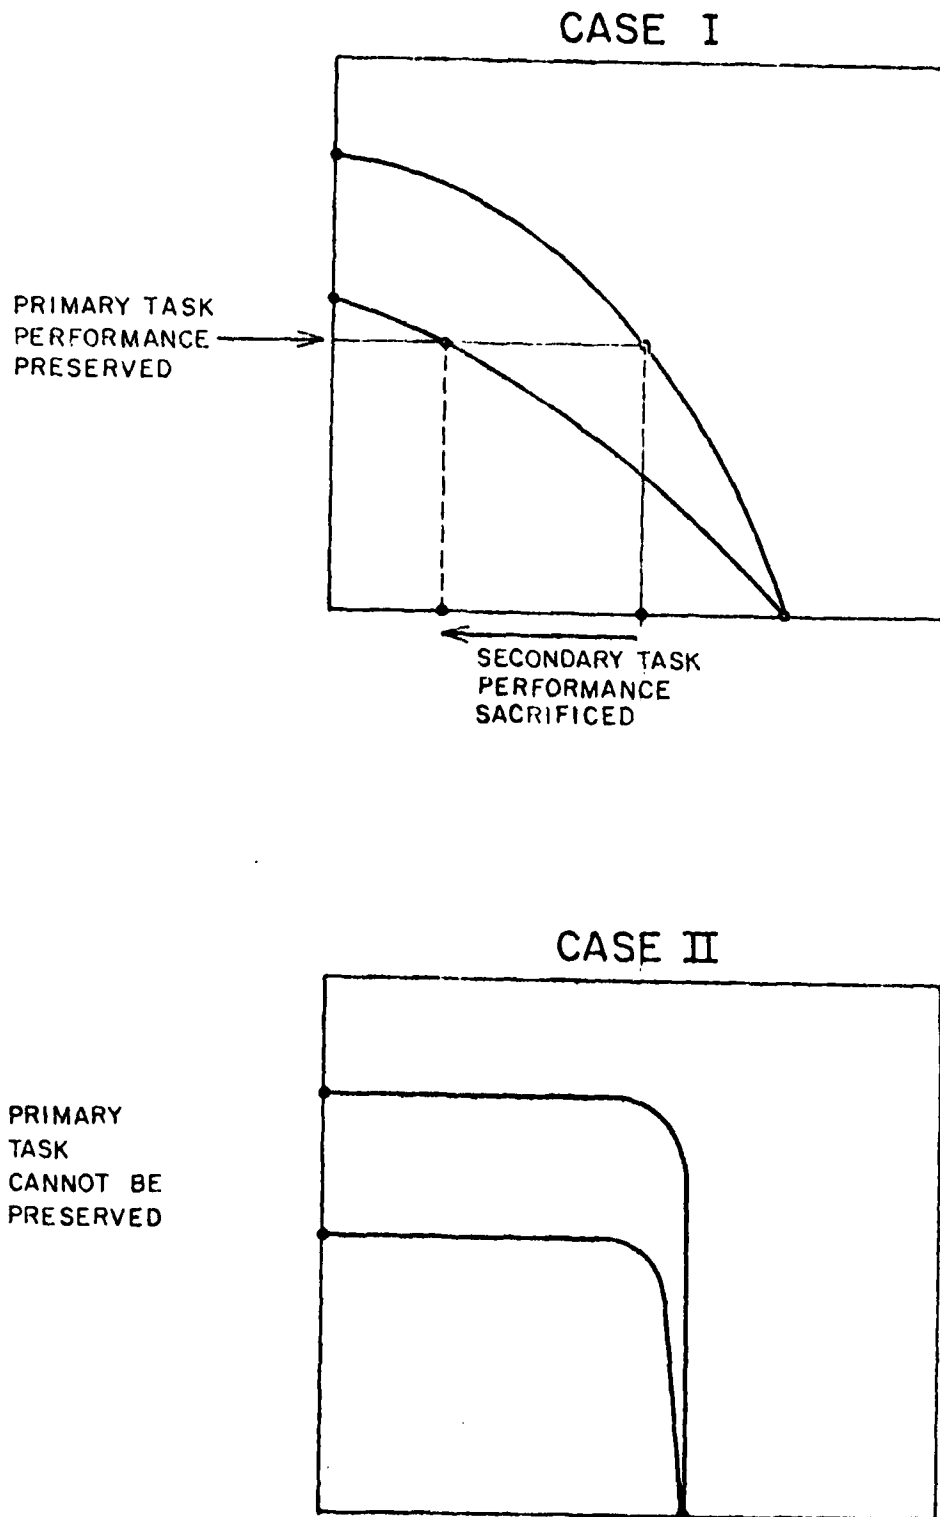 CASE I
PRIMARY TASK
PERFORMANCE
PRESERVED
SECONDARY TASK
PERFORMANCE
SACRIFICED
CASE II
PRIMARY
TASK
CANNOT BE
PRESERVED